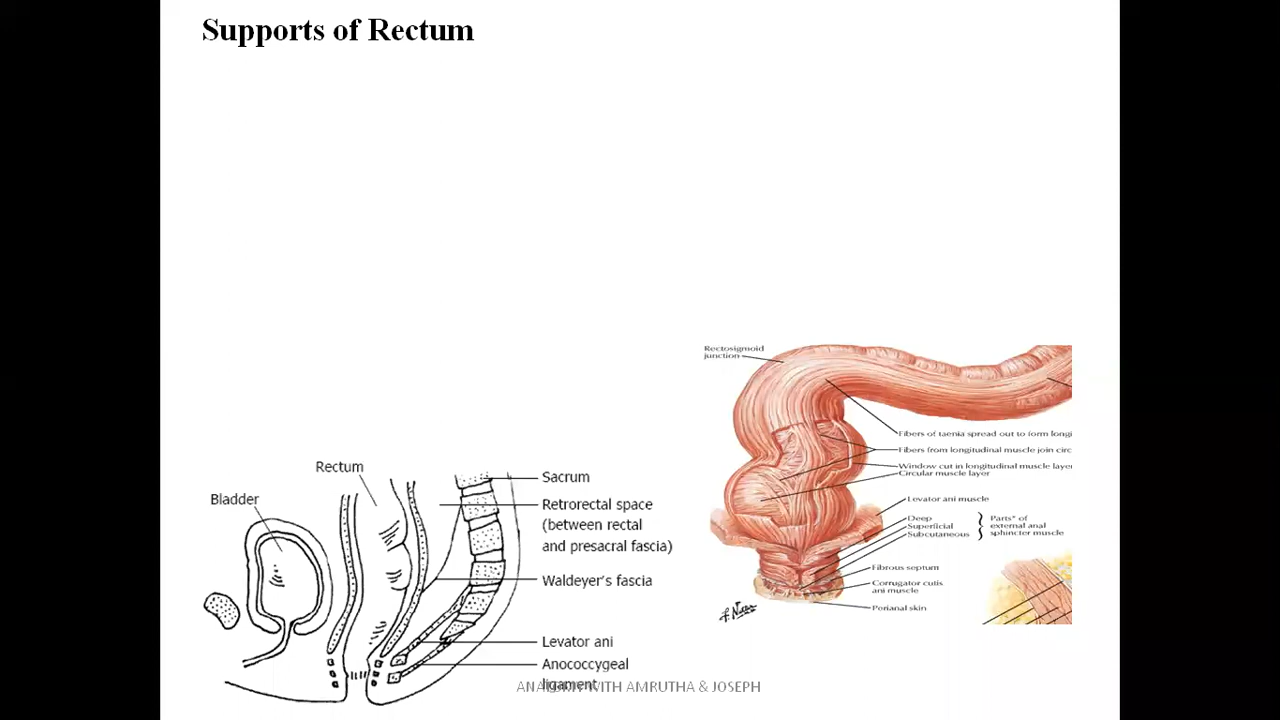 Supports of Rectum
Rectosigmoid
junction
Fibers of taenia spread out to form longi
Fibers from longitudinal muscle join circ
Window cut in longitudinal muscle layer
Circular muscle layer
Levator ani muscle
Deep
Superficial
Subcutaneous
Parts* of
external anal
sphincter muscle
Fibrous septum
Corrugator cutis
ani muscle
Perianal skin
Rectum
Bladder
Sacrum
Retrorectal space
(between rectal
and presacral fascia)
Waldeyer's fascia
Levator ani
Anococcygeal
ligament
ANATOMY WITH AMRUTHA & JOSEPH